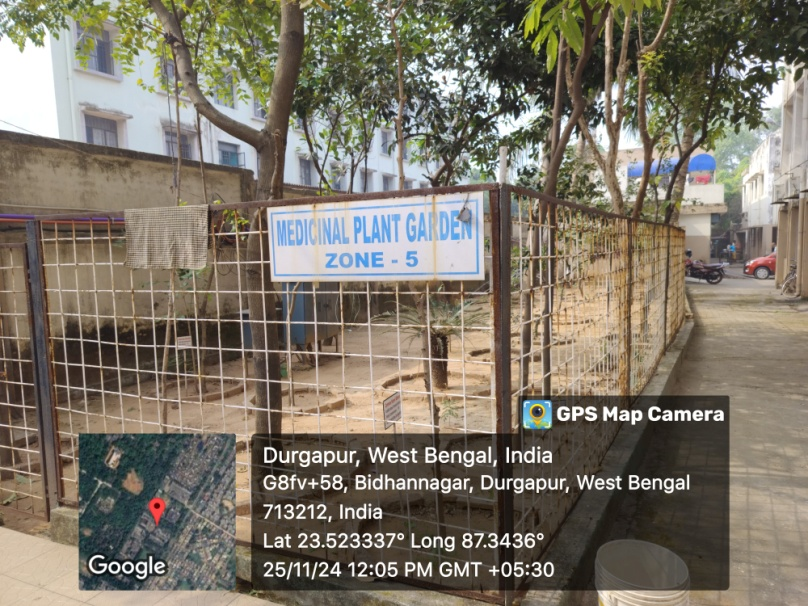 MEDICINAL PLANT GARDEN
ZONE - 5
GPS Map Camera
Durgapur, West Bengal, India
G8fv+58, Bidhannagar, Durgapur, West Bengal
713212, India
Lat 23.523337° Long 87.3436°
25/11/24 12:05 PM GMT +05:30
Google